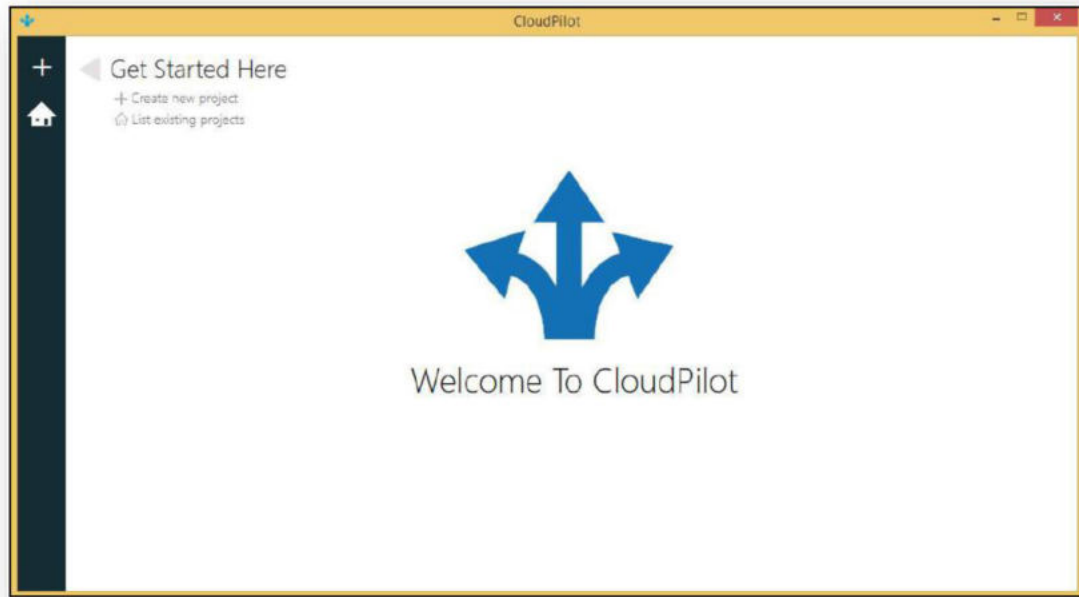 CloudPilot
Get Started Here
Create new project
List existing projects
Welcome To CloudPilot